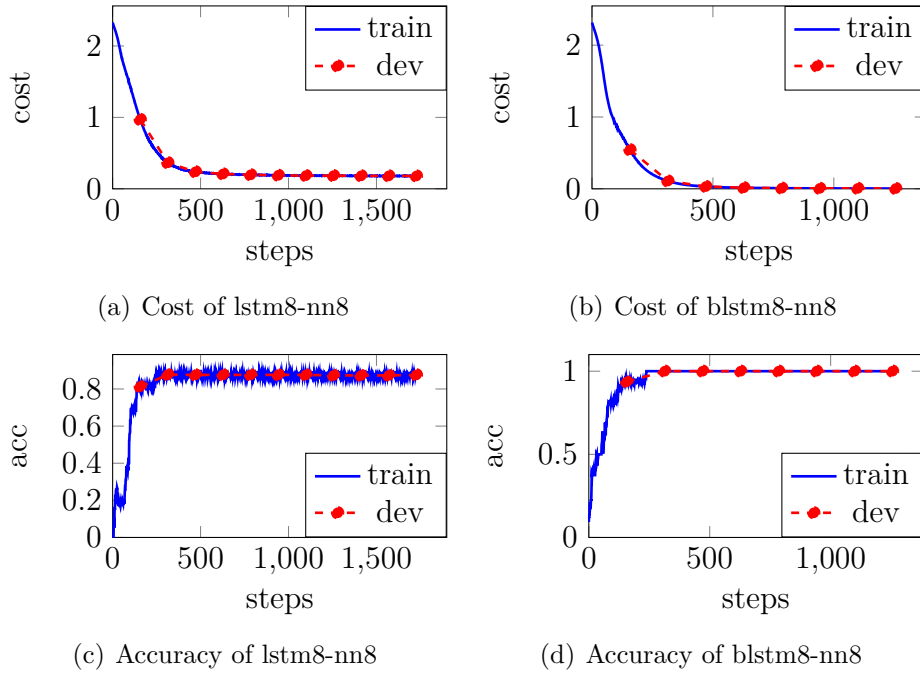 train
dev
2
1
0
cost
0 500 1,000 1,500
steps
(a) Cost of lstm8-nn8
train
dev
2
1
0
cost
0 500 1,000
steps
(b) Cost of blstm8-nn8
0.8
0.6
0.4
0.2
0
acc
train
dev
0 500 1,000 1,500
steps
(c) Accuracy of lstm8-nn8
1
0.5
0
acc
train
dev
0 500 1,000
steps
(d) Accuracy of blstm8-nn8